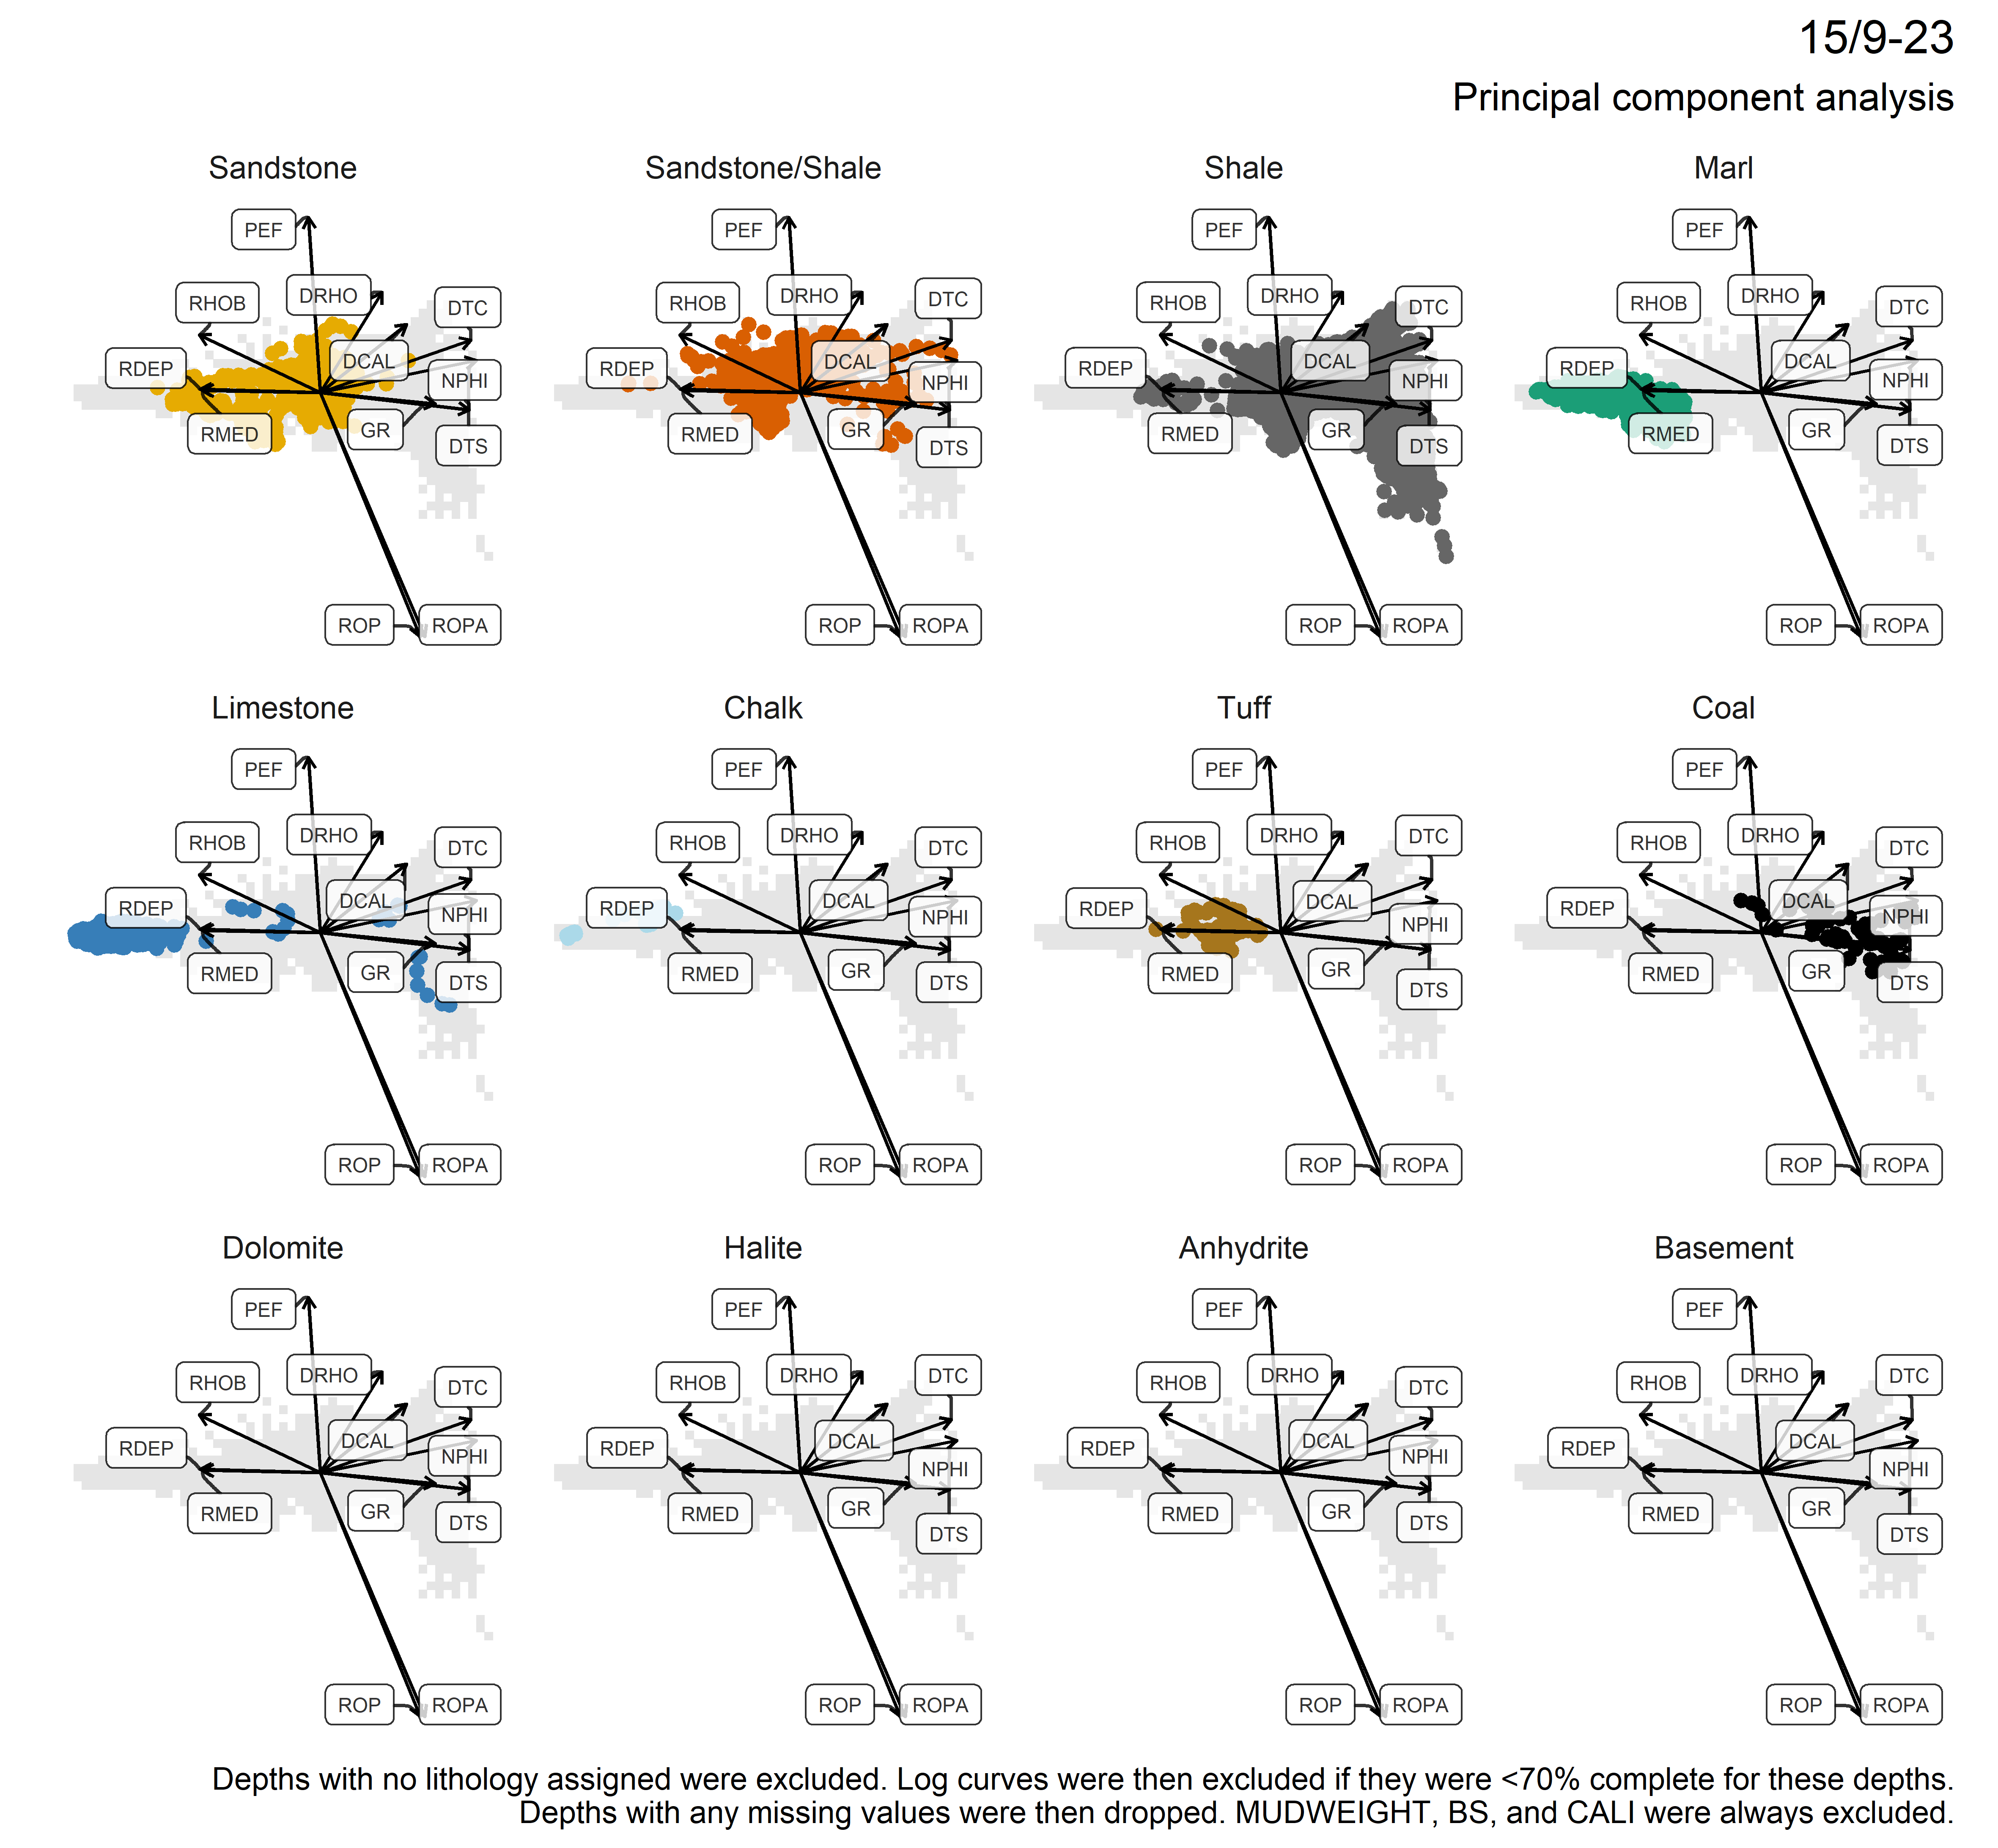 15/9-23
Principal component analysis
Sandstone
PEF
RHOB
DRHO
DTC
RDEP
DCAL
NPHI
RMED
GR
DTS
ROP
ROPA
Sandstone/Shale
PEF
RHOB
DRHO
DTC
RDEP
DCAL
NPHI
RMED
GR
DTS
ROP
ROPA
Shale
PEF
RHOB
DRHO
DTC
RDEP
DCAL
NPHI
RMED
GR
DTS
ROP
ROPA
Marl
PEF
RHOB
DRHO
DTC
RDEP
DCAL
NPHI
RMED
GR
DTS
ROP
ROPA
Limestone
PEF
RHOB
DRHO
DTC
RDEP
DCAL
NPHI
RMED
GR
DTS
ROP
ROPA
Chalk
PEF
RHOB
DRHO
DTC
RDEP
DCAL
NPHI
RMED
GR
DTS
ROP
ROPA
Tuff
PEF
RHOB
DRHO
DTC
RDEP
DCAL
NPHI
RMED
GR
DTS
ROP
ROPA
Coal
PEF
RHOB
DRHO
DTC
RDEP
DCAL
NPHI
RMED
GR
DTS
ROP
ROPA
Dolomite
PEF
RHOB
DRHO
DTC
RDEP
DCAL
NPHI
RMED
GR
DTS
ROP
ROPA
Halite
PEF
RHOB
DRHO
DTC
RDEP
DCAL
NPHI
RMED
GR
DTS
ROP
ROPA
Anhydrite
PEF
RHOB
DRHO
DTC
RDEP
DCAL
NPHI
RMED
GR
DTS
ROP
ROPA
Basement
PEF
RHOB
DRHO
DTC
RDEP
DCAL
NPHI
RMED
GR
DTS
ROP
ROPA
Depths with no lithology assigned were excluded. Log curves were then excluded if they were <70% complete for these depths.
Depths with any missing values were then dropped. MUDWEIGHT, BS, and CALI were always excluded.